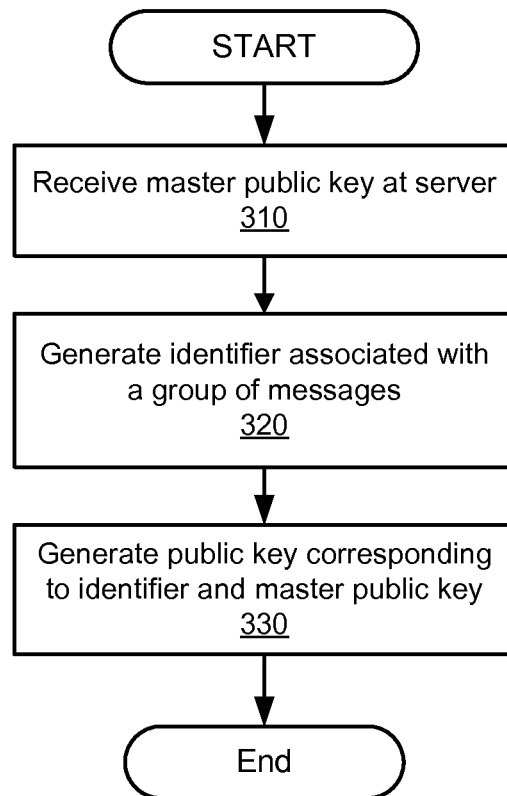 START
Receive master public key at server
310
Generate identifier associated with
a group of messages
320
Generate public key corresponding
to identifier and master public key
330
End